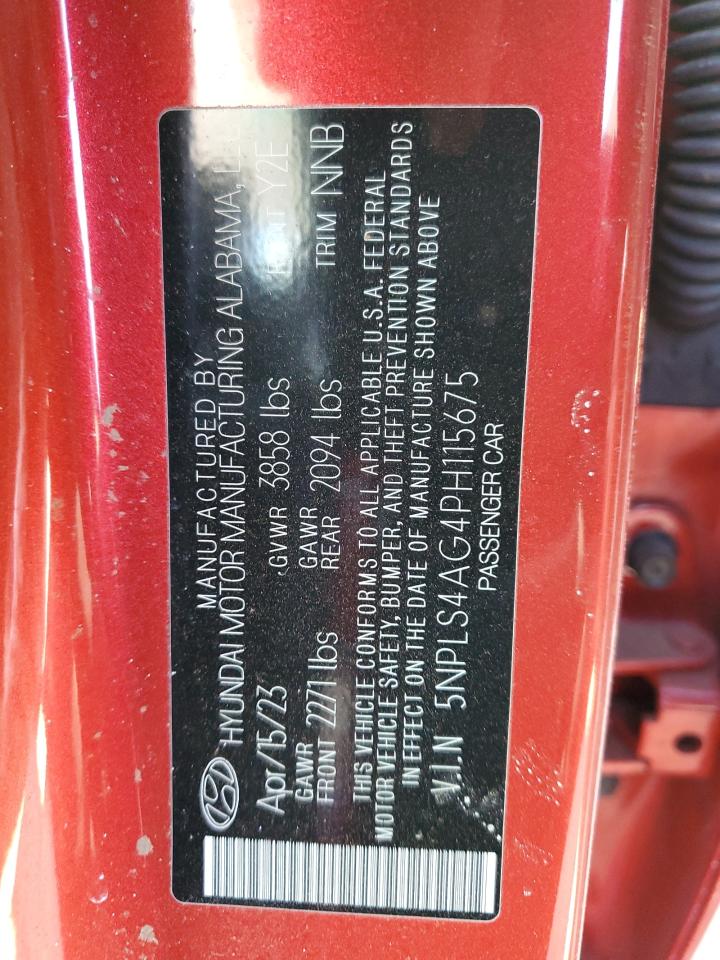 MANUFACTURED BY
HYUNDAI MOTOR MANUFACTURING ALABAMA,
Apr/15/23 GVWR 3858 lbs Y2E
GAWR FRONT 2271 lbs GAWR REAR 2094 lbs TRIM NNB
THIS VEHICLE CONFORMS TO ALL APPLICABLE U.S.A. FEDERAL
MOTOR VEHICLE SAFETY, BUMPER, AND THEFT PREVENTION STANDARDS
IN EFFECT ON THE DATE OF MANUFACTURE SHOWN ABOVE
V.I.N 5NPLS4AG4PH115675
PASSENGER CAR